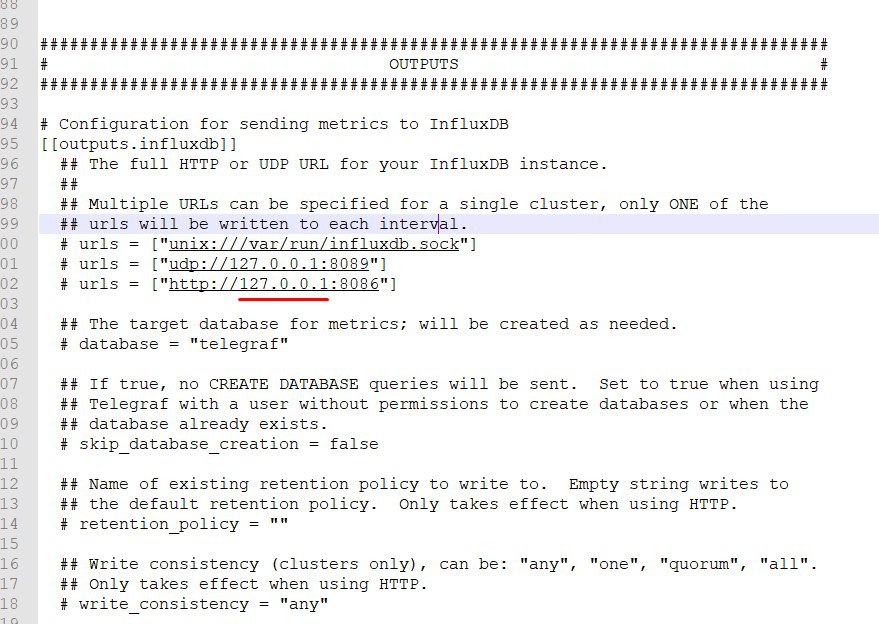 88
89
90 ###############################################################################
91 #                                  OUTPUTS                                    #
92 ###############################################################################
93
94 # Configuration for sending metrics to InfluxDB
95 [[outputs.influxdb]]
96   ## The full HTTP or UDP URL for your InfluxDB instance.
97   ##
98   ## Multiple URLs can be specified for a single cluster, only ONE of the
99   ## urls will be written to each interval.
00   # urls = ["unix:///var/run/influxdb.sock"]
01   # urls = ["udp://127.0.0.1:8089"]
02   # urls = ["http://127.0.0.1:8086"]
03
04   ## The target database for metrics; will be created as needed.
05   # database = "telegraf"
06
07   ## If true, no CREATE DATABASE queries will be sent.  Set to true when using
08   ## Telegraf with a user without permissions to create databases or when the
09   ## database already exists.
10   # skip_database_creation = false
11
12   ## Name of existing retention policy to write to.  Empty string writes to
13   ## the default retention policy.  Only takes effect when using HTTP.
14   # retention_policy = ""
15
16   ## Write consistency (clusters only), can be: "any", "one", "quorum", "all".
17   ## Only takes effect when using HTTP.
18   # write_consistency = "any"
19